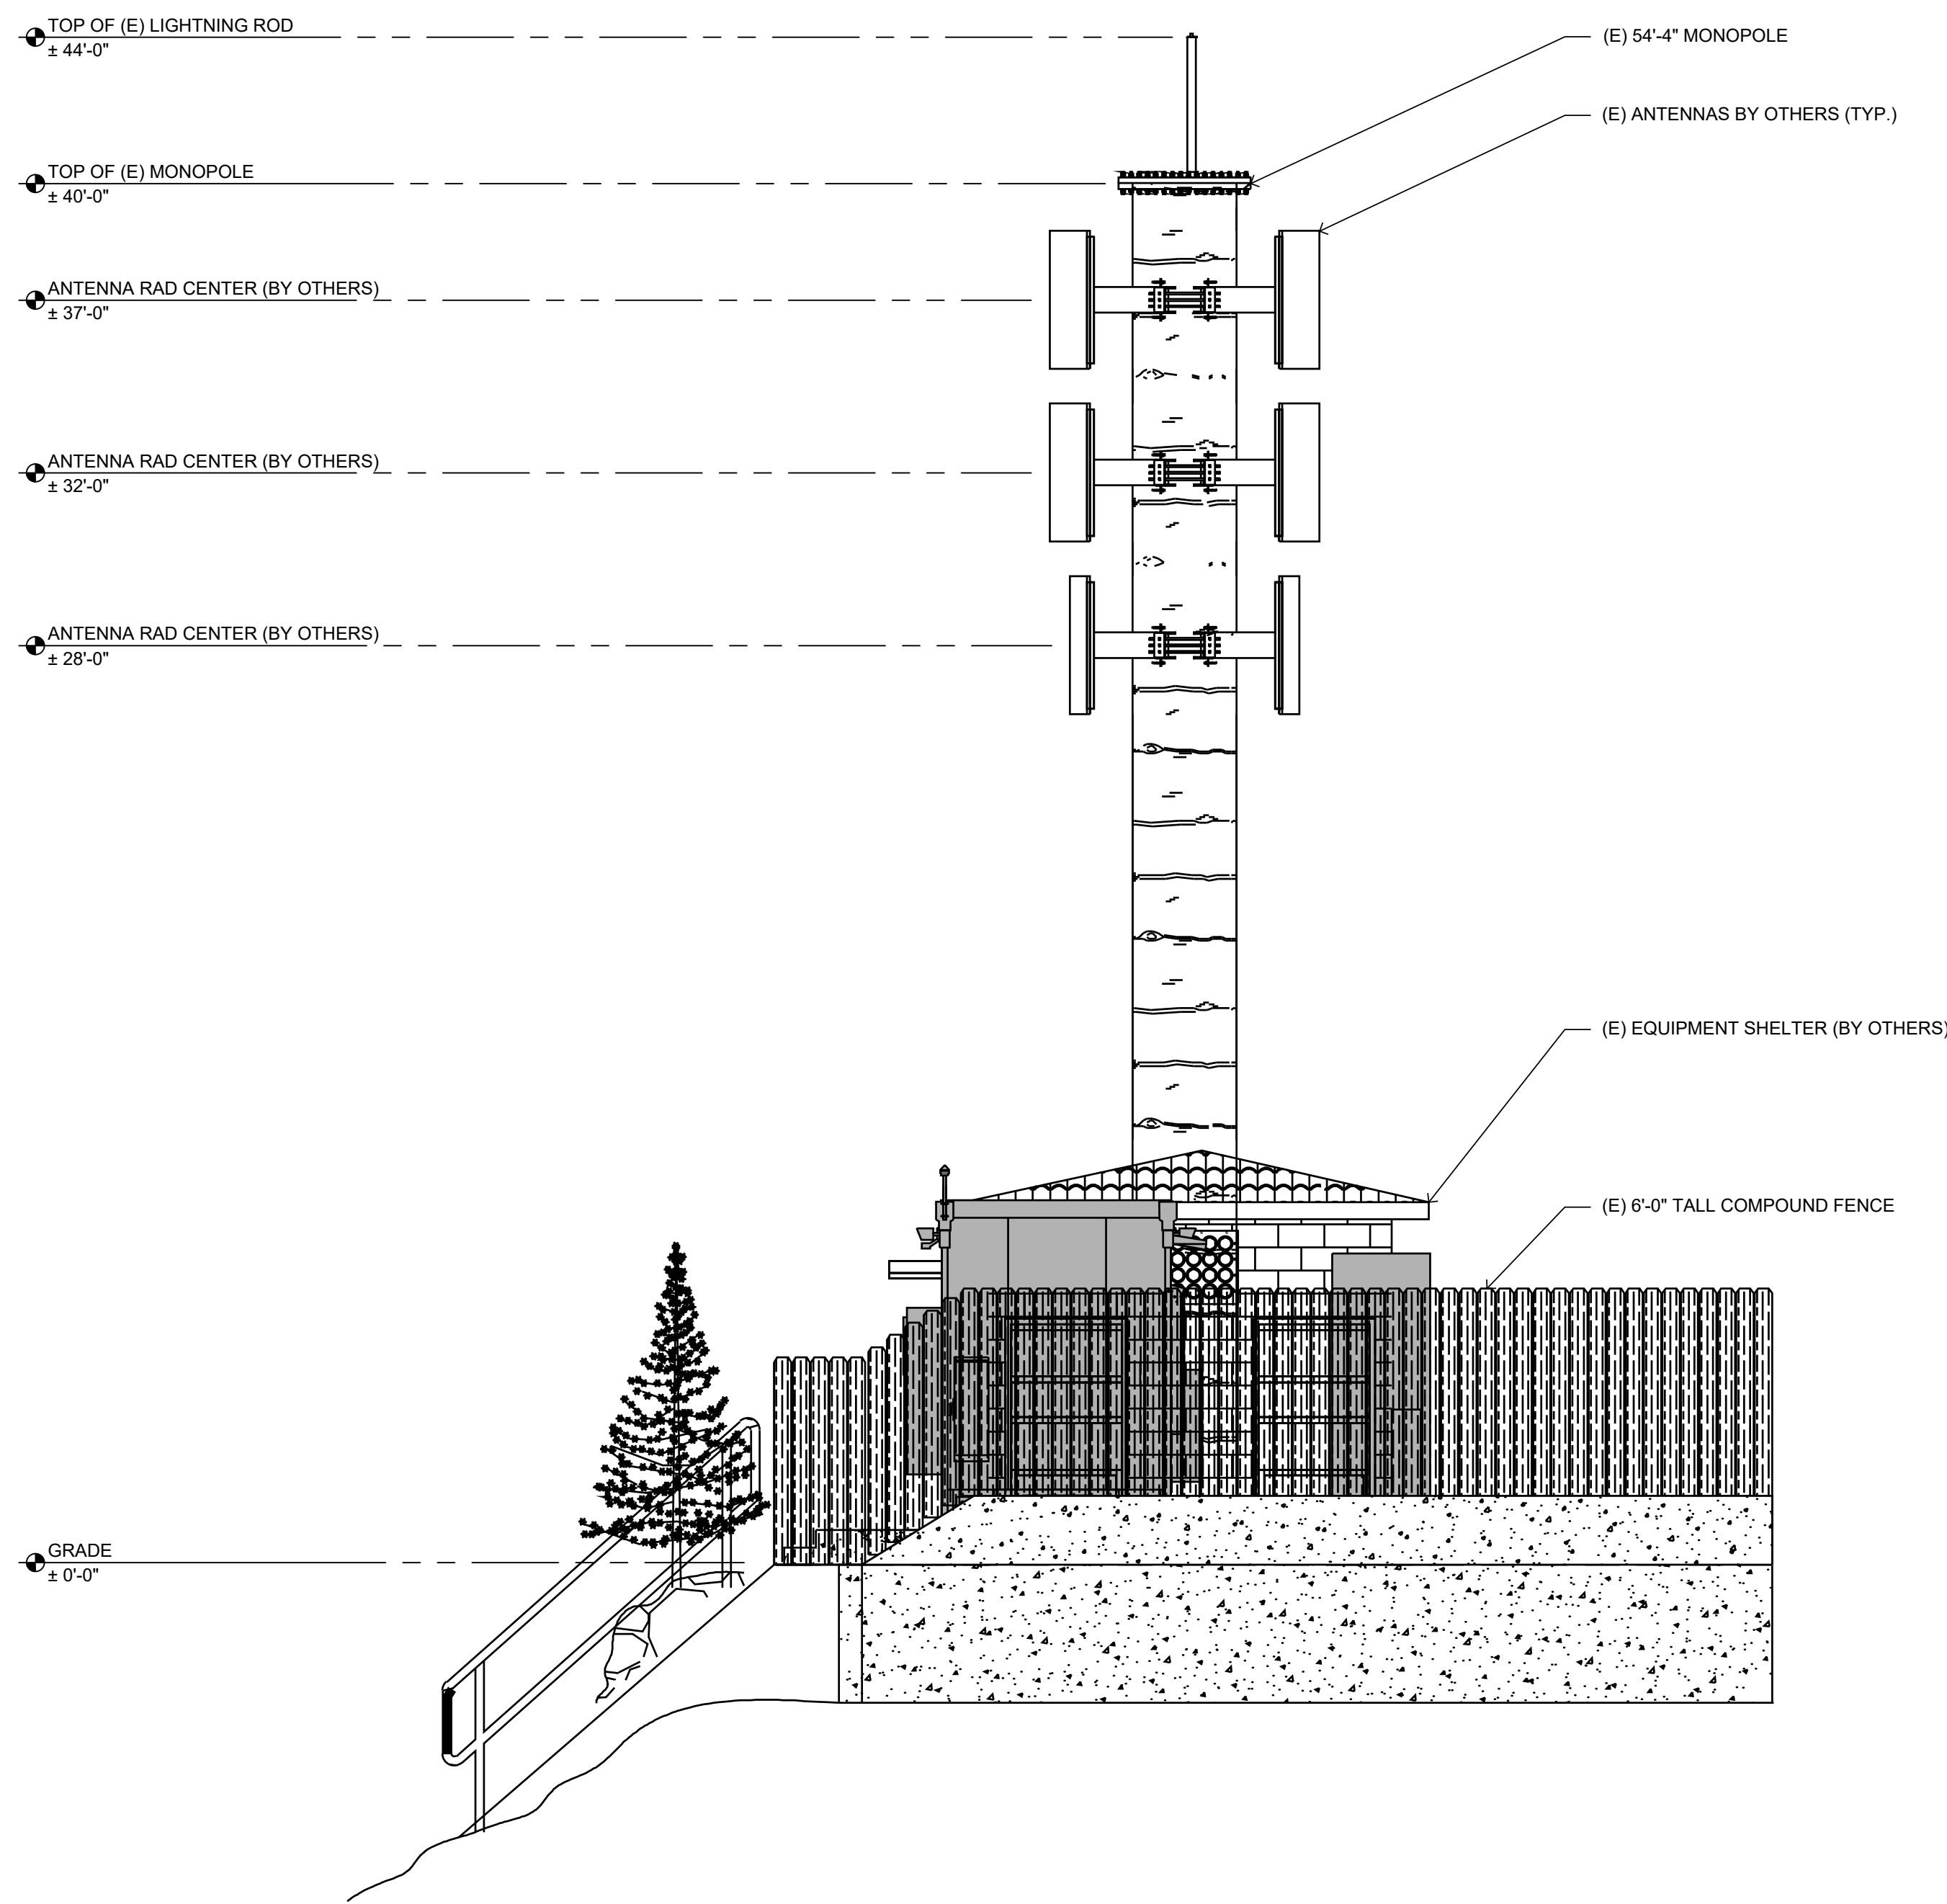 TOP OF (E) LIGHTNING ROD
± 44'-0"
(E) 54'-4" MONOPOLE
(E) ANTENNAS BY OTHERS (TYP.)
TOP OF (E) MONOPOLE
± 40'-0"
ANTENNA RAD CENTER (BY OTHERS)
± 37'-0"
ANTENNA RAD CENTER (BY OTHERS)
± 32'-0"
ANTENNA RAD CENTER (BY OTHERS)
± 28'-0"
(E) EQUIPMENT SHELTER (BY OTHERS)
(E) 6'-0" TALL COMPOUND FENCE
GRADE
± 0'-0"